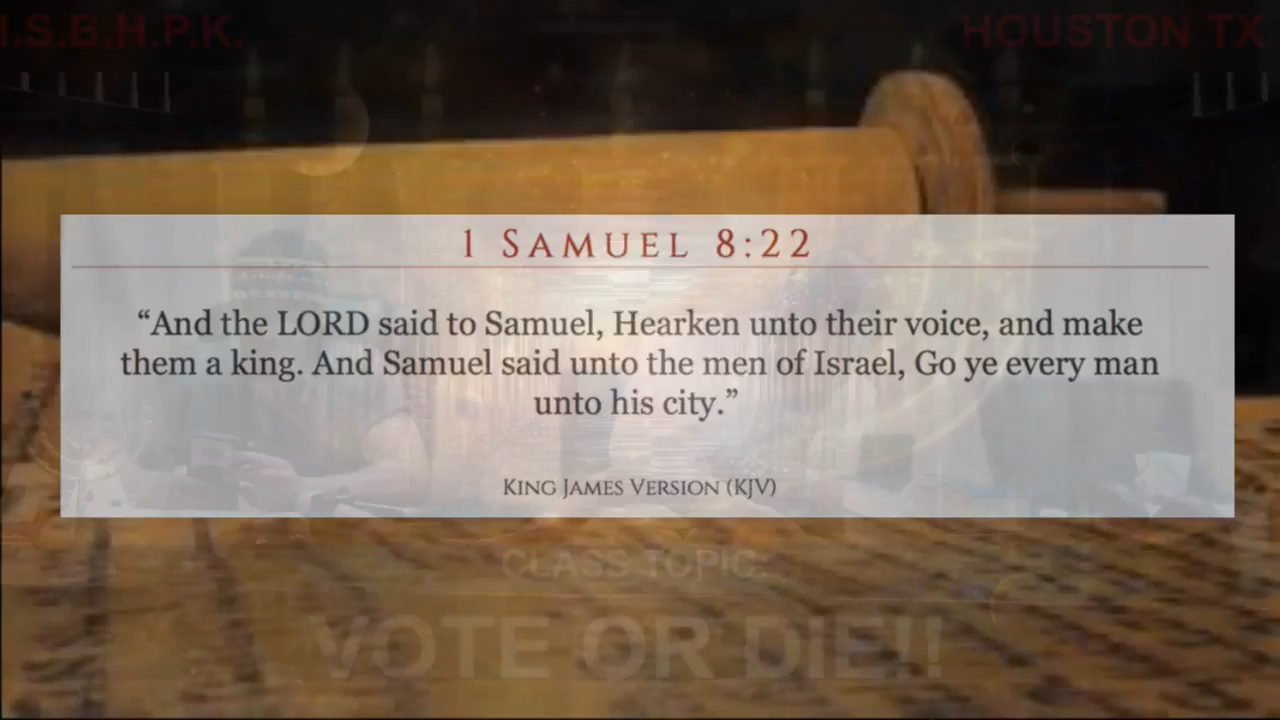 I.S.B.H.P.K.
HOUSTON TX
1 SAMUEL 8:22
“And the LORD said to Samuel, Hearken unto their voice, and make
them a king. And Samuel said unto the men of Israel, Go ye every man
unto his city.”
KING JAMES VERSION (KJV)
CLASS TOPIC:
VOTE OR DIE!!